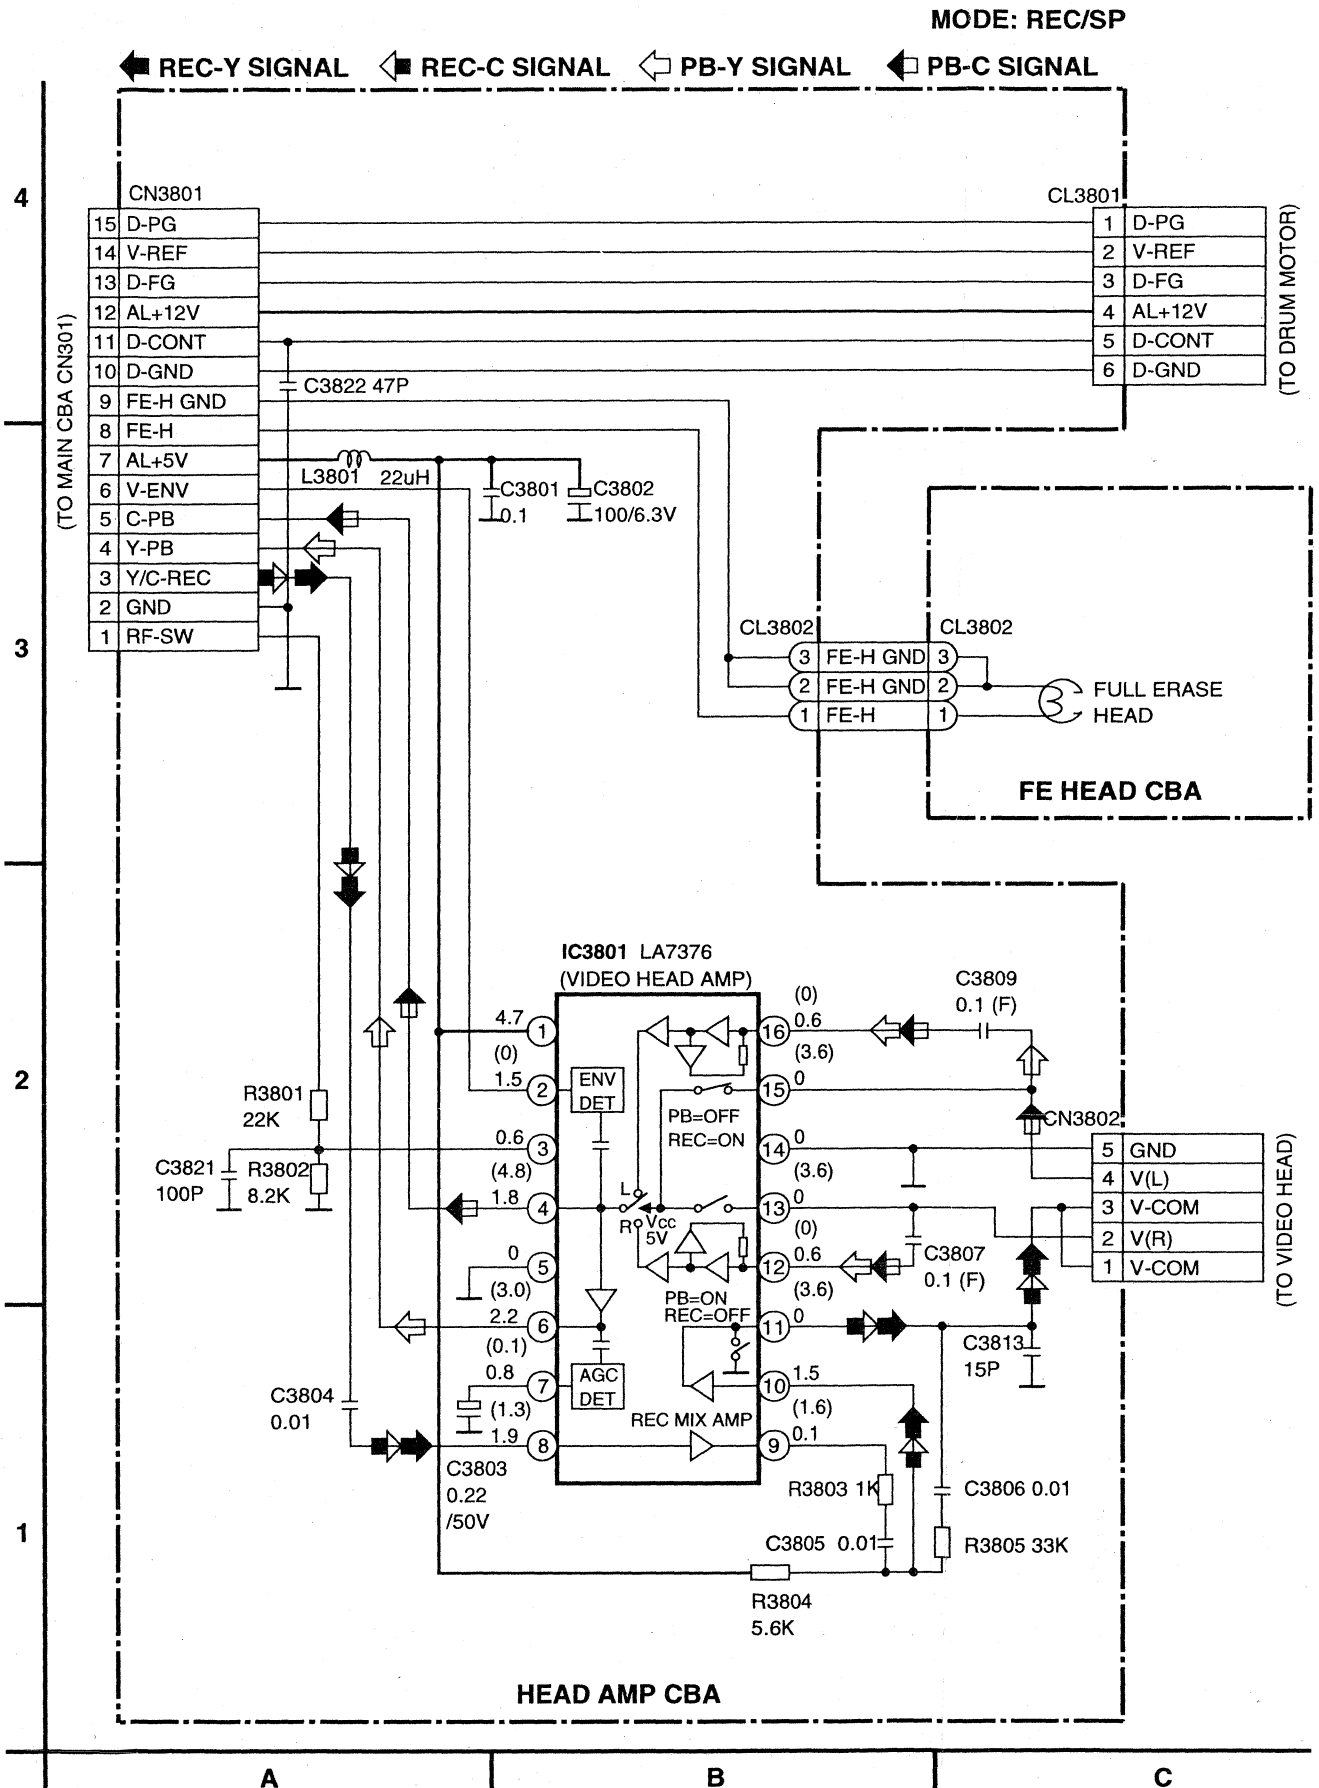 MODE: REC/SP
REC-Y SIGNAL REC-C SIGNAL PB-Y SIGNAL PB-C SIGNAL
4
3
2
1
A
B
C
CN3801
(TO MAIN CBA CN301)
15 D-PG
14 V-REF
13 D-FG
12 AL+12V
11 D-CONT
10 D-GND
9 FE-H GND
8 FE-H
7 AL+5V
6 V-ENV
5 C-PB
4 Y-PB
3 Y/C-REC
2 GND
1 RF-SW
CL3801
1 D-PG
2 V-REF
3 D-FG
4 AL+12V
5 D-CONT
6 D-GND
(TO DRUM MOTOR)
C3822 47P
L3801 22uH
C3801
0.1
C3802
100/6.3V
CL3802 CL3802
3 FE-H GND 3
2 FE-H GND 2
1 FE-H 1
FULL ERASE
HEAD
FE HEAD CBA
IC3801 LA7376
(VIDEO HEAD AMP)
4.7
1
(0)
1.5
2
0.6
3
(4.8)
1.8
4
0
5
(3.0)
2.2
6
(0.1)
0.8
7
(1.3)
1.9
8
ENV
DET
AGC
DET
L
R
VCC
5V
PB=OFF
REC=ON
PB=ON
REC=OFF
REC MIX AMP
(0)
16
0.6
(3.6)
15
0
14
0
(3.6)
13
0
(0)
12
0.6
(3.6)
11
0
10
1.5
(1.6)
9
0.1
R3801
22K
C3821
100P
R3802
8.2K
C3804
0.01
C3803
0.22
/50V
C3809
0.1 (F)
C3807
0.1 (F)
C3813
15P
R3803 1K
C3805 0.01
C3806 0.01
R3805 33K
R3804
5.6K
CN3802
5 GND
4 V(L)
3 V-COM
2 V(R)
1 V-COM
(TO VIDEO HEAD)
HEAD AMP CBA